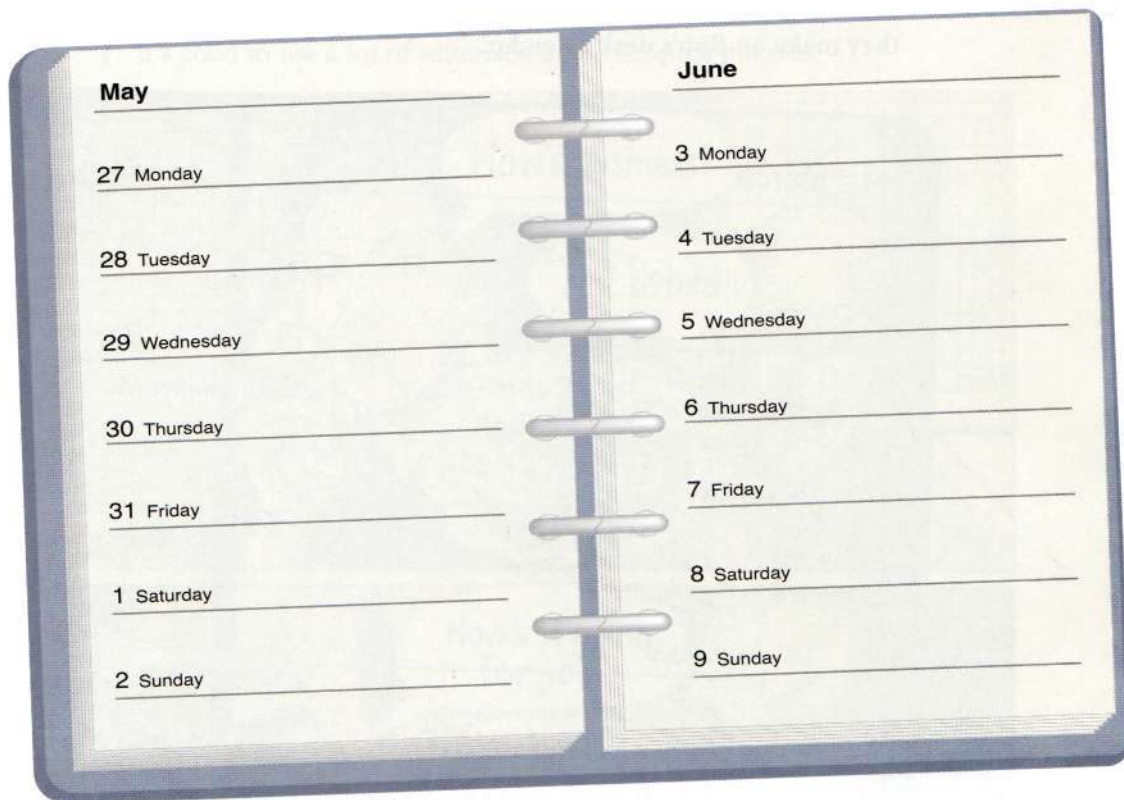 May
27 Monday
28 Tuesday
29 Wednesday
30 Thursday
31 Friday
1 Saturday
2 Sunday
June
3 Monday
4 Tuesday
5 Wednesday
6 Thursday
7 Friday
8 Saturday
9 Sunday